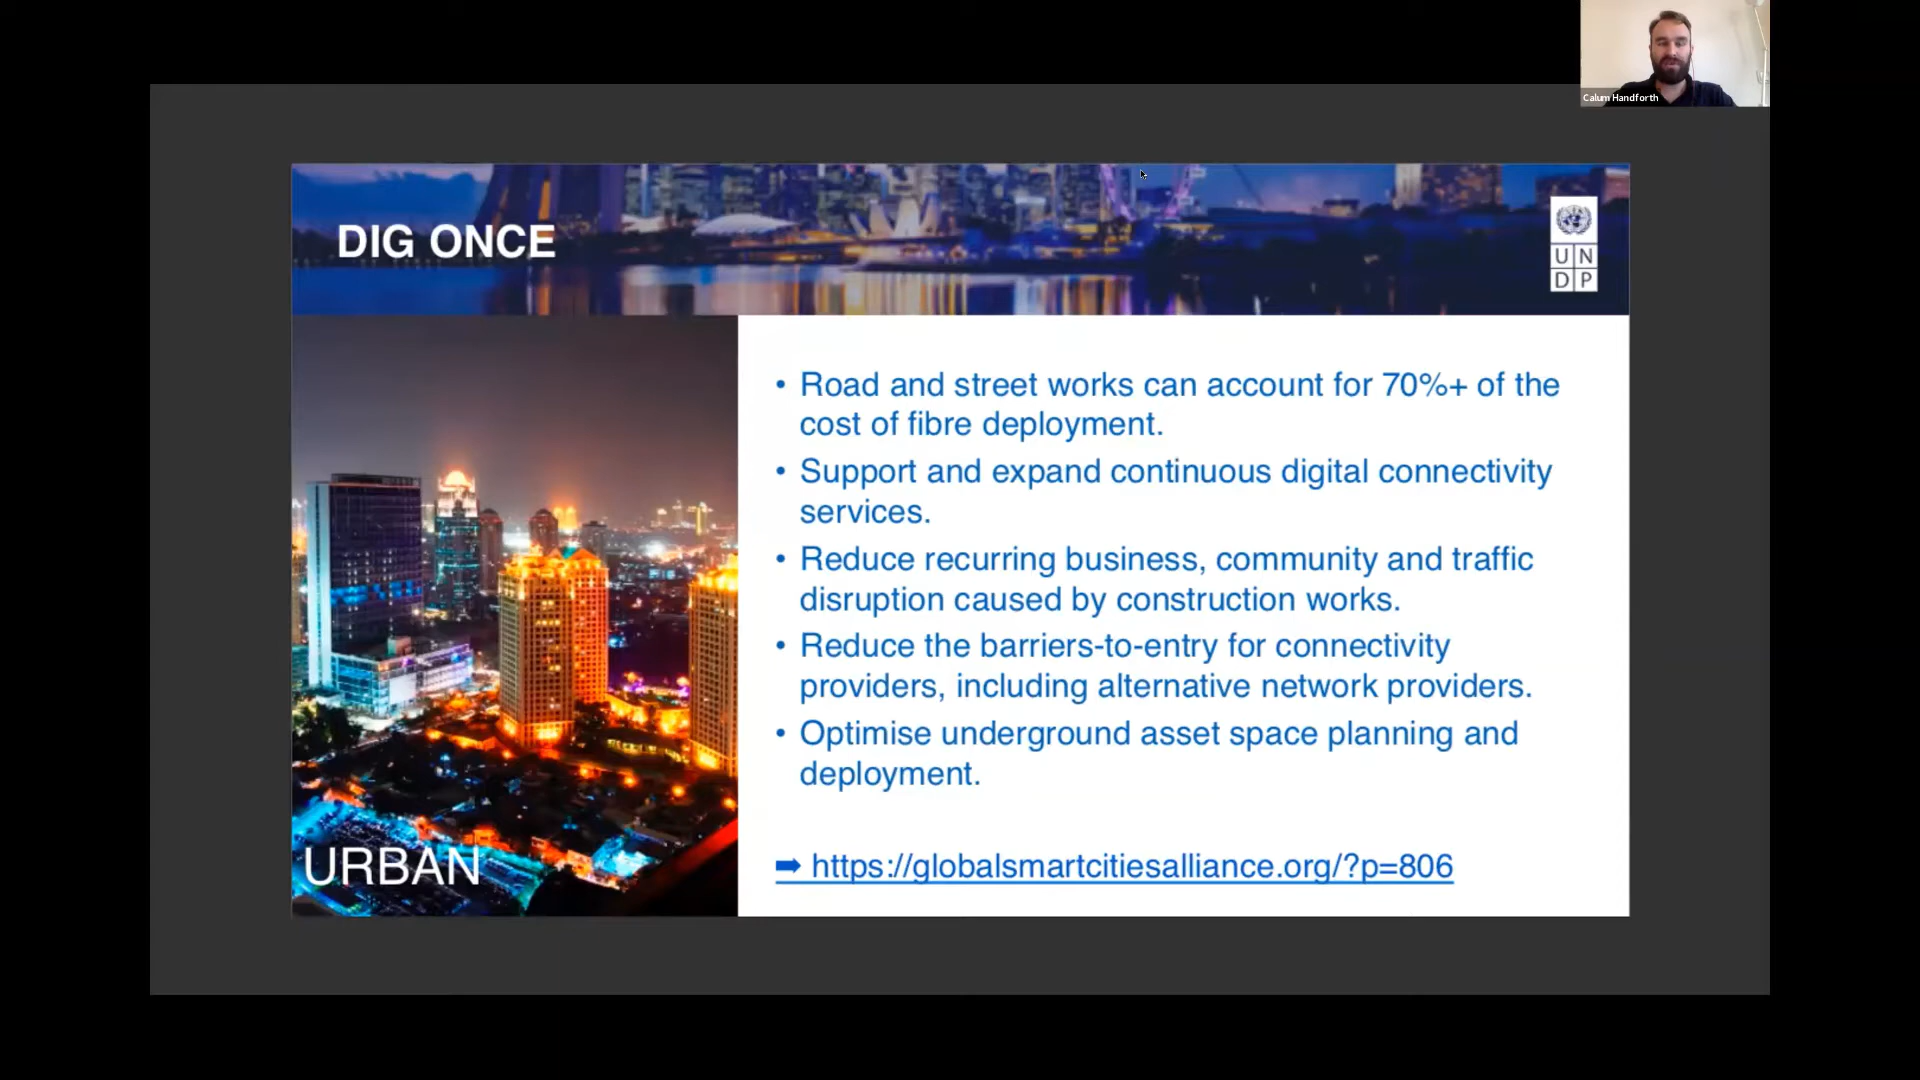 Calum Handforth
DIG ONCE
U N
D P
• Road and street works can account for 70%+ of the
cost of fibre deployment.
• Support and expand continuous digital connectivity
services.
• Reduce recurring business, community and traffic
disruption caused by construction works.
• Reduce the barriers-to-entry for connectivity
providers, including alternative network providers.
• Optimise underground asset space planning and
deployment.
➡ https://globalsmartcitiesalliance.org/?p=806
URBAN